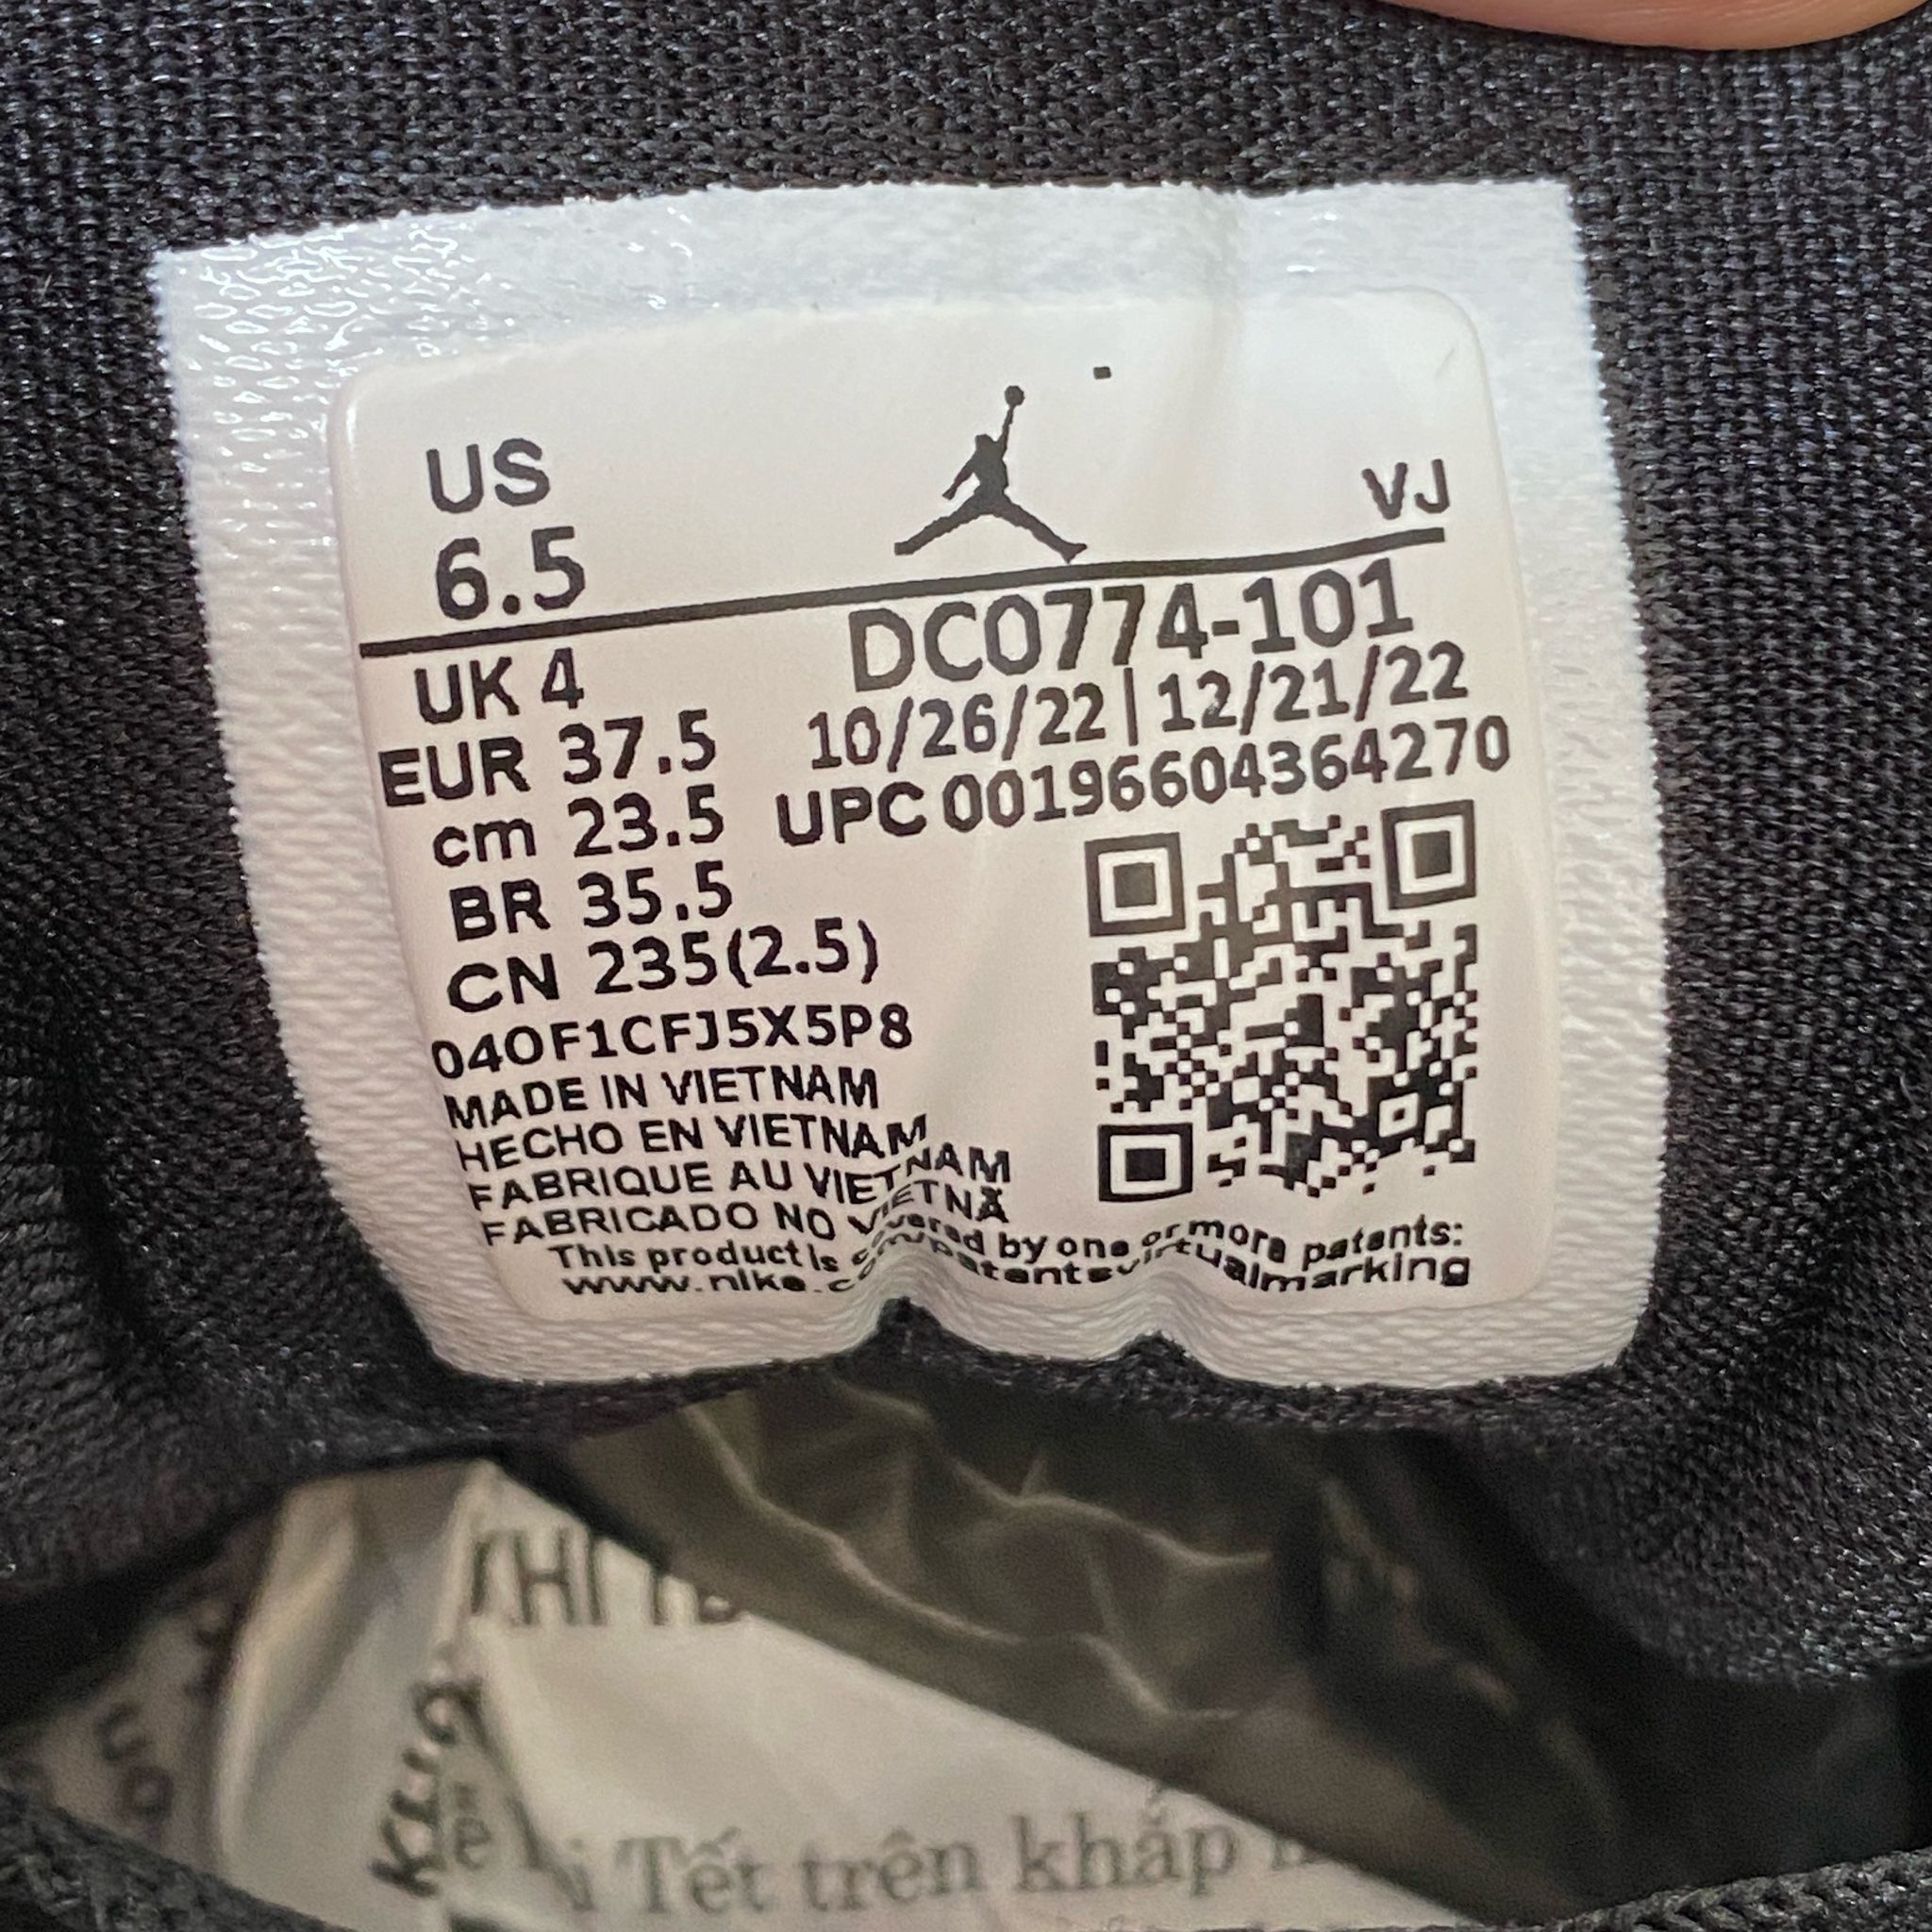 US
VJ
6.5
DC0774-101
UK 4
10/26/22|12/21/22
EUR 37.5
UPC 00196604364270
cm 23.5
BR 35.5
CN 235(2.5)
04OF1CFJ5X5P8
MADE IN VIETNAM
HECHO EN VIETNAM
FABRIQUE AU VIETNAM
FABRICADO NO VIETNÃ
This product is covered by one or more patents:
www.nike.com/patentsvirtualmarking
Tết trên khắp